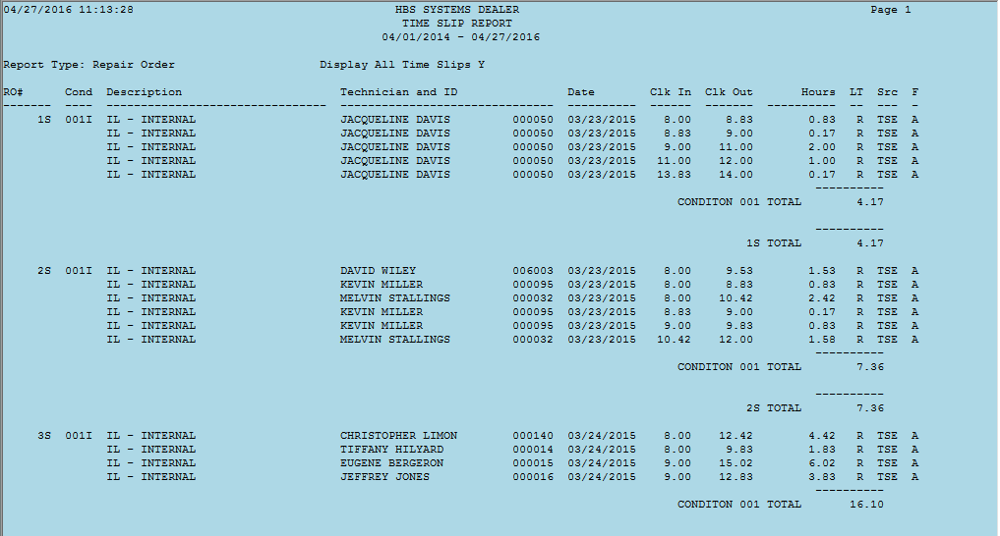 04/27/2016 11:13:28 HBS SYSTEMS DEALER Page 1
TIME SLIP REPORT
04/01/2014 - 04/27/2016
Report Type: Repair Order Display All Time Slips Y
RO# Cond Description Technician and ID Date Clk In Clk Out Hours LT Src F
1S 001I IL - INTERNAL JACQUELINE DAVIS 000050 03/23/2015 8.00 8.83 0.83 R TSE A
IL - INTERNAL JACQUELINE DAVIS 000050 03/23/2015 8.83 9.00 0.17 R TSE A
IL - INTERNAL JACQUELINE DAVIS 000050 03/23/2015 9.00 11.00 2.00 R TSE A
IL - INTERNAL JACQUELINE DAVIS 000050 03/23/2015 11.00 12.00 1.00 R TSE A
IL - INTERNAL JACQUELINE DAVIS 000050 03/23/2015 13.83 14.00 0.17 R TSE A
CONDITON 001 TOTAL 4.17
1S TOTAL 4.17
2S 001I IL - INTERNAL DAVID WILEY 006003 03/23/2015 8.00 9.53 1.53 R TSE A
IL - INTERNAL KEVIN MILLER 000095 03/23/2015 8.00 8.83 0.83 R TSE A
IL - INTERNAL MELVIN STALLINGS 000032 03/23/2015 8.00 10.42 2.42 R TSE A
IL - INTERNAL KEVIN MILLER 000095 03/23/2015 8.83 9.00 0.17 R TSE A
IL - INTERNAL KEVIN MILLER 000095 03/23/2015 9.00 9.83 0.83 R TSE A
IL - INTERNAL MELVIN STALLINGS 000032 03/23/2015 10.42 12.00 1.58 R TSE A
CONDITON 001 TOTAL 7.36
2S TOTAL 7.36
3S 001I IL - INTERNAL CHRISTOPHER LIMON 000140 03/24/2015 8.00 12.42 4.42 R TSE A
IL - INTERNAL TIFFANY HILYARD 000014 03/24/2015 8.00 9.83 1.83 R TSE A
IL - INTERNAL EUGENE BERGERON 000015 03/24/2015 9.00 15.02 6.02 R TSE A
IL - INTERNAL JEFFREY JONES 000016 03/24/2015 9.00 12.83 3.83 R TSE A
CONDITON 001 TOTAL 16.10